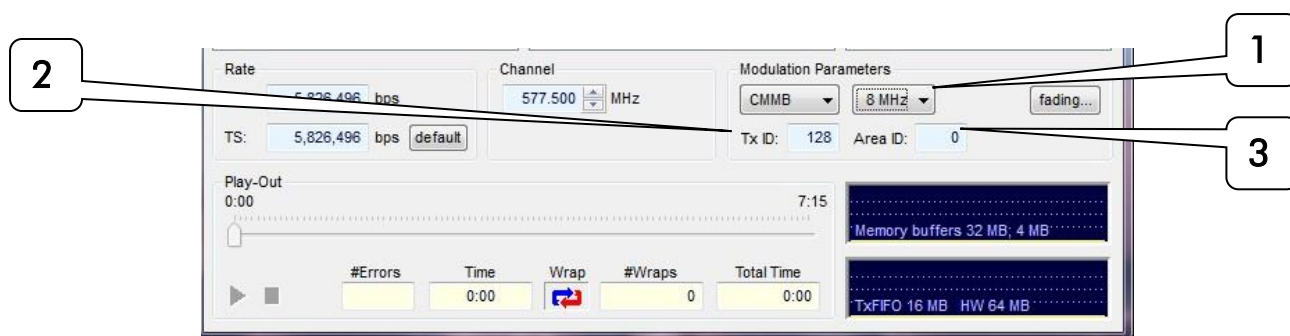 1
2
3
Rate
Channel
Modulation Parameters
5,826,496 bps
577.500 MHz
CMMB
8 MHz
fading...
TS: 5,826,496 bps default
Tx ID: 128 Area ID: 0
Play-Out
0:00
7:15
Memory buffers 32 MB; 4 MB
#Errors Time Wrap #Wraps Total Time
0:00 0 0:00
TxFIFO 16 MB HW 64 MB